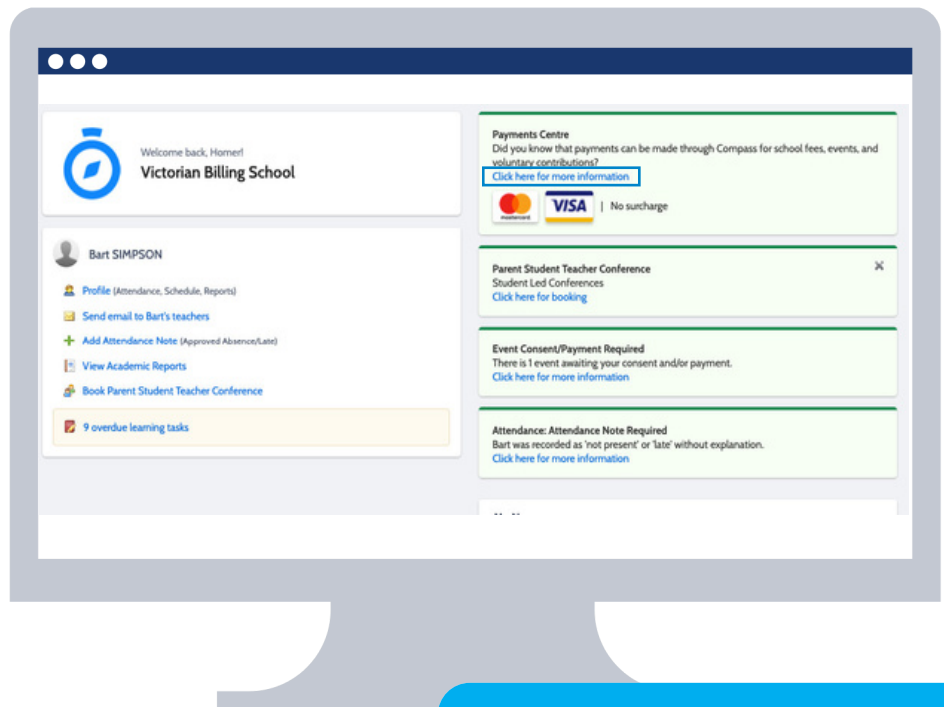 Welcome back, Homer!
Victorian Billing School
Bart SIMPSON
Profile (Attendance, Schedule, Reports)
Send email to Bart's teachers
Add Attendance Note (Approved Absence/Late)
View Academic Reports
Book Parent Student Teacher Conference
9 overdue learning tasks
Payments Centre
Did you know that payments can be made through Compass for school fees, events, and
voluntary contributions?
Click here for more information
mastercard VISA | No surcharge
Parent Student Teacher Conference
Student Led Conferences
Click here for booking
Event Consent/Payment Required
There is 1 event awaiting your consent and/or payment.
Click here for more information
Attendance: Attendance Note Required
Bart was recorded as 'not present' or 'late' without explanation.
Click here for more information